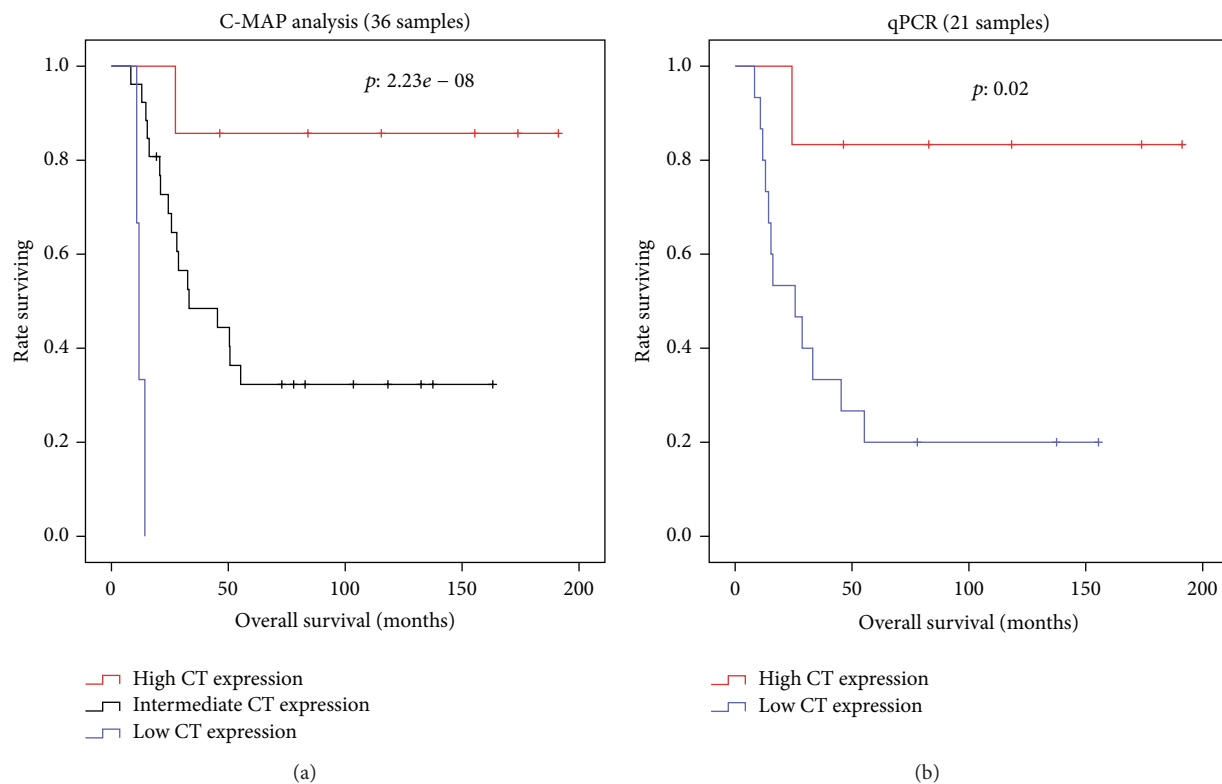 C-MAP analysis (36 samples)
1.0
0.8
0.6
0.4
0.2
0.0
Rate surviving
p: 2.23e − 08
0 50 100 150 200
Overall survival (months)
High CT expression
Intermediate CT expression
Low CT expression
(a)
qPCR (21 samples)
1.0
0.8
0.6
0.4
0.2
0.0
Rate surviving
p: 0.02
0 50 100 150 200
Overall survival (months)
High CT expression
Low CT expression
(b)